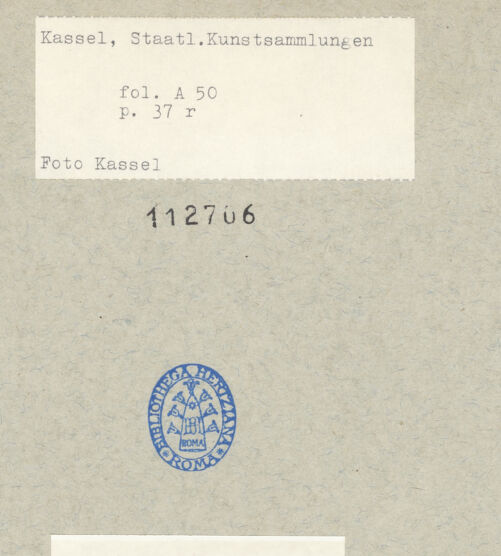 Kassel, Staatl.Kunstsammlungen
fol. A 50
p. 37 r
Foto Kassel
112706
BIBLIOTHECA HERTZIANA
ROMA
* ROMA *